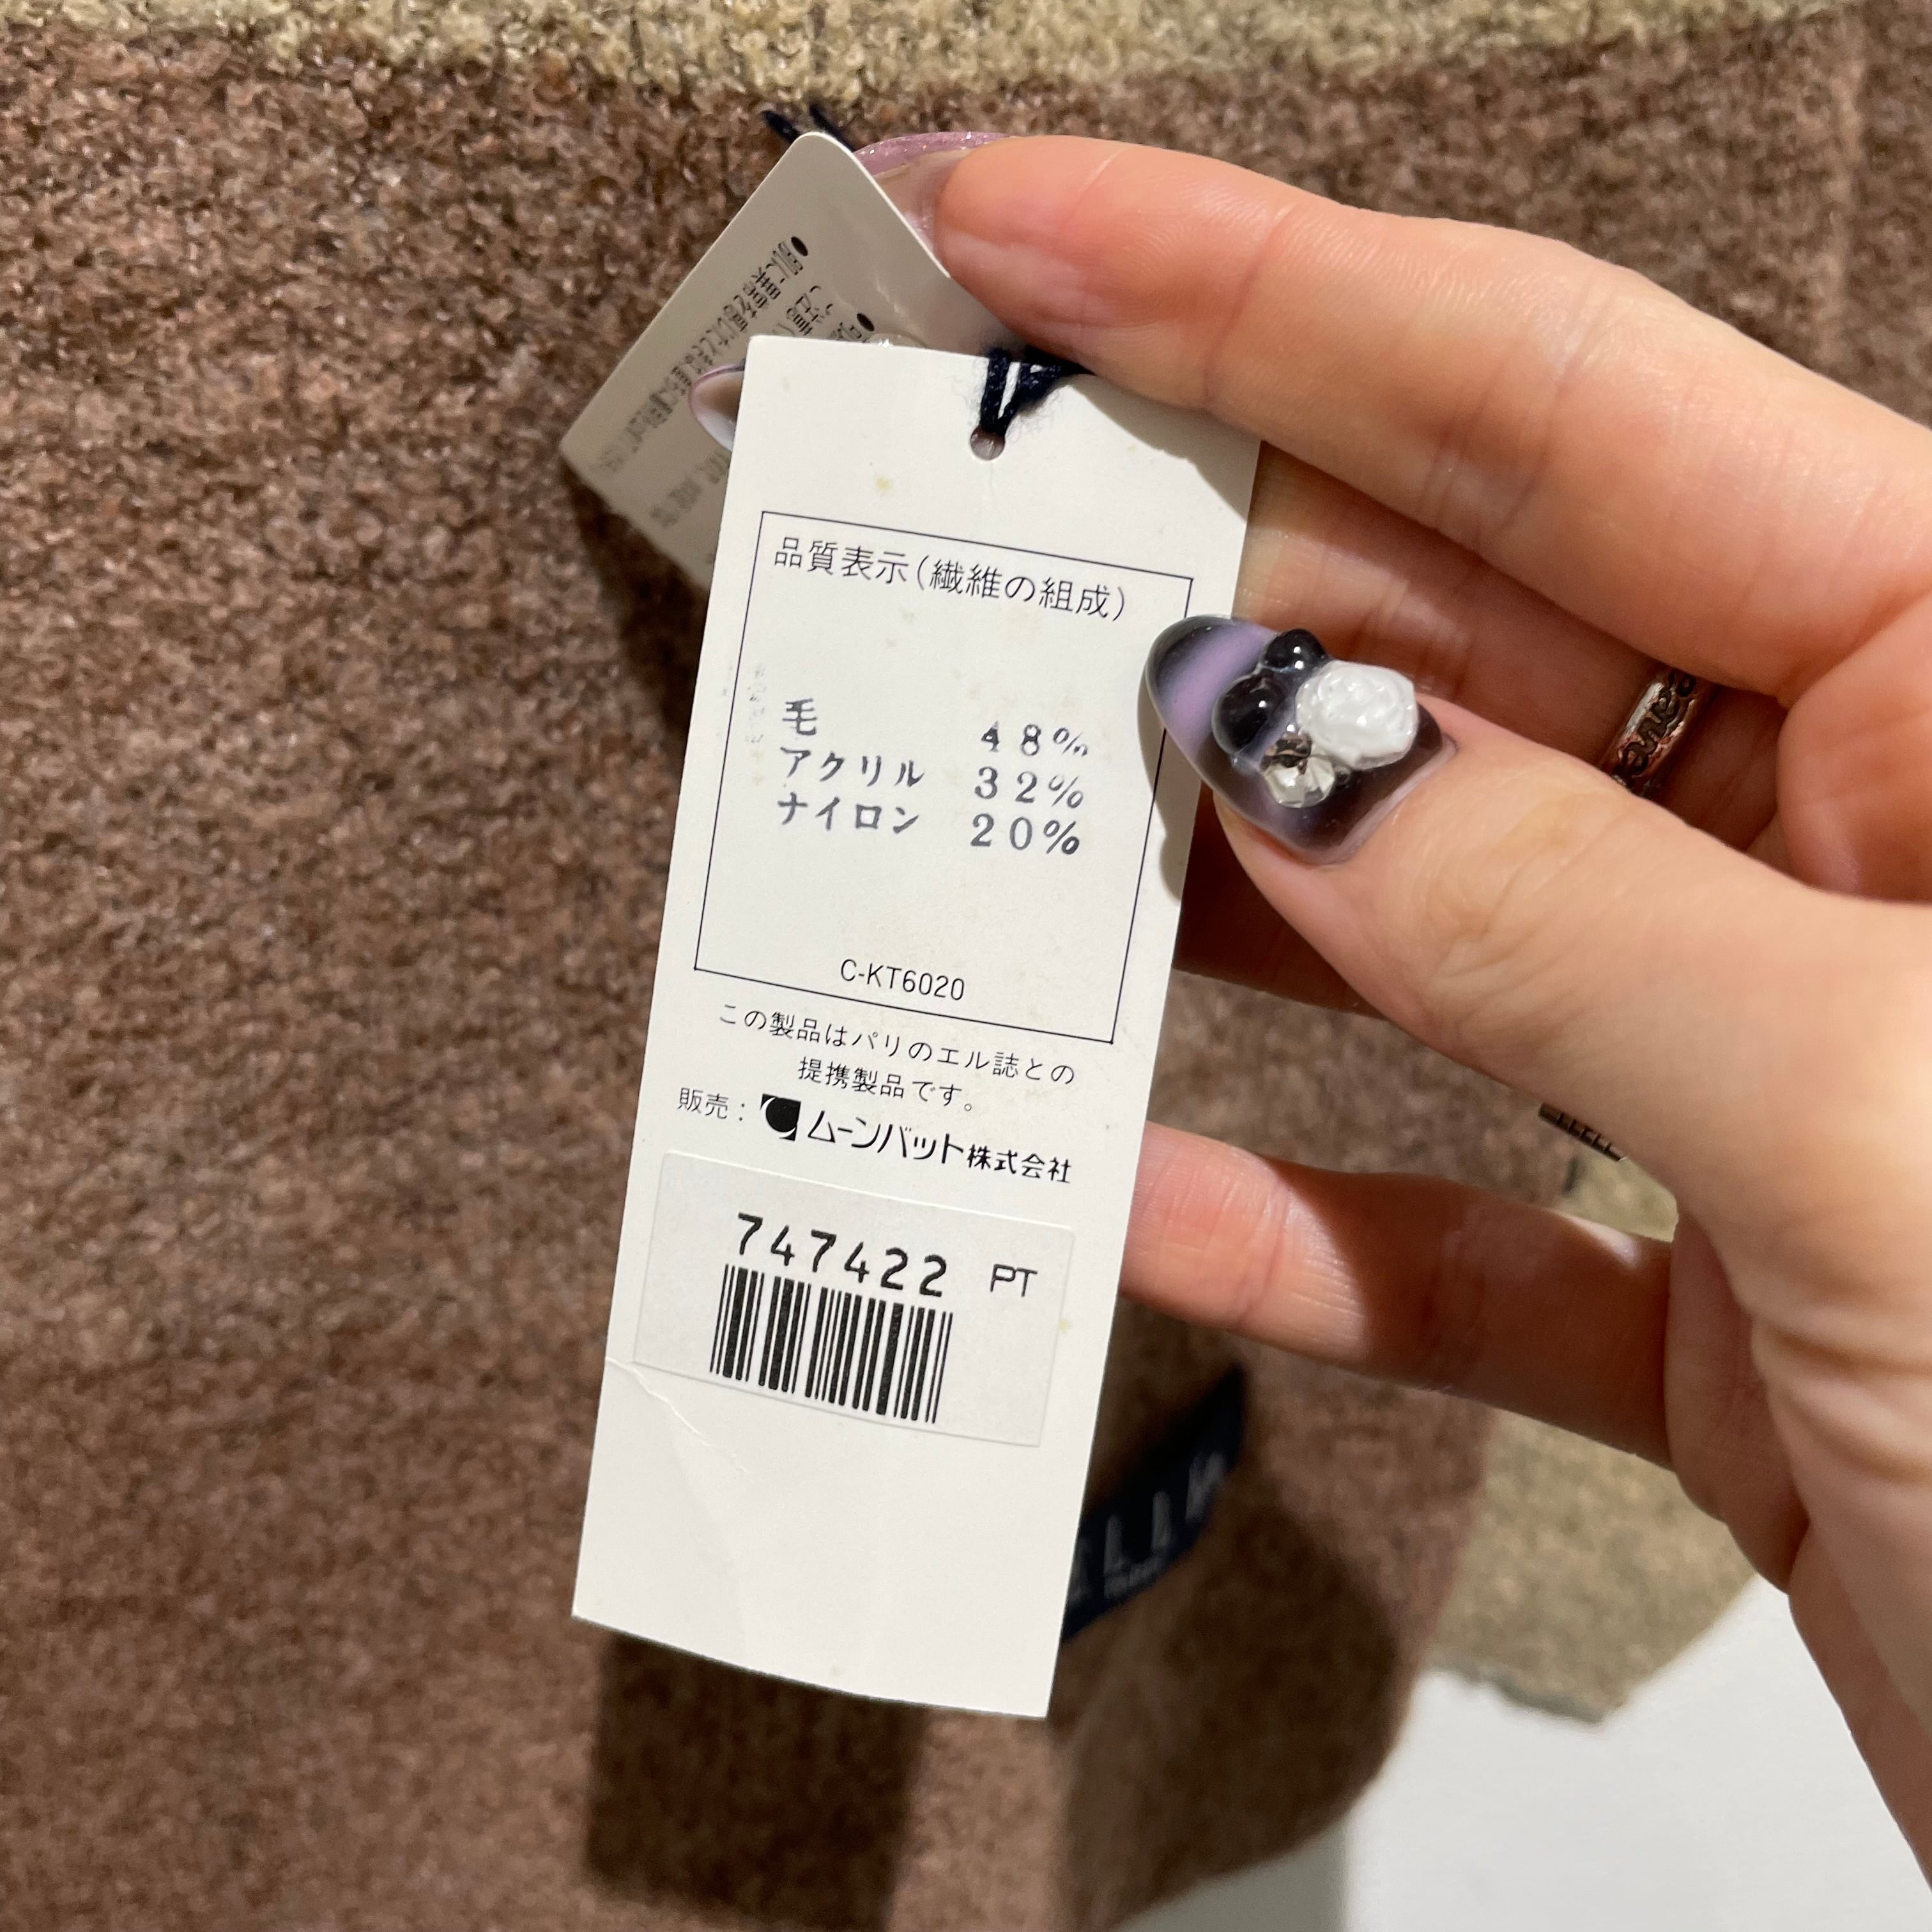 品質表示(繊維の組成)
毛 48%
アクリル 32%
ナイロン 20%
C-KT6020
この製品はパリのエル誌との
提携製品です。
販売: ムーンバット株式会社
747422 PT